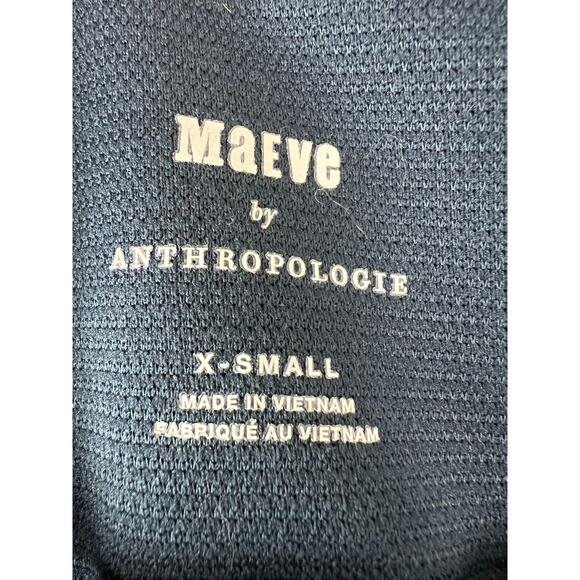 MaEve
by
ANTHROPOLOGIE
X-SMALL
MADE IN VIETNAM
FABRIQUÉ AU VIETNAM